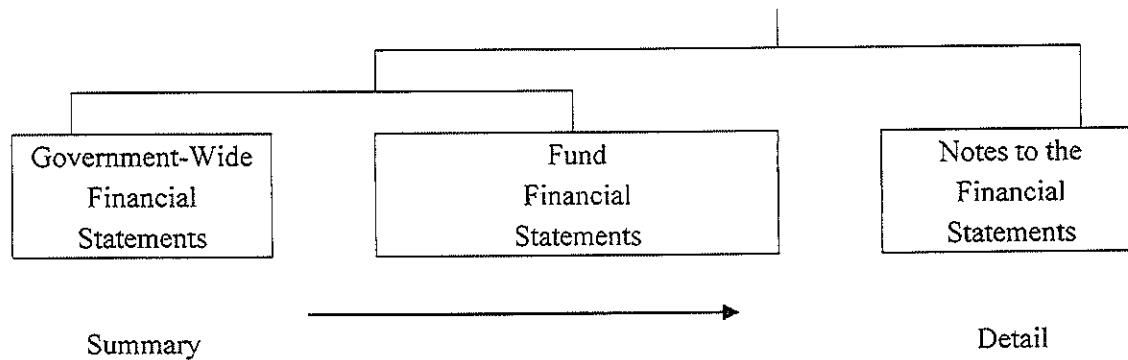 Government-Wide
Financial
Statements
Fund
Financial
Statements
Notes to the
Financial
Statements
Summary
Detail